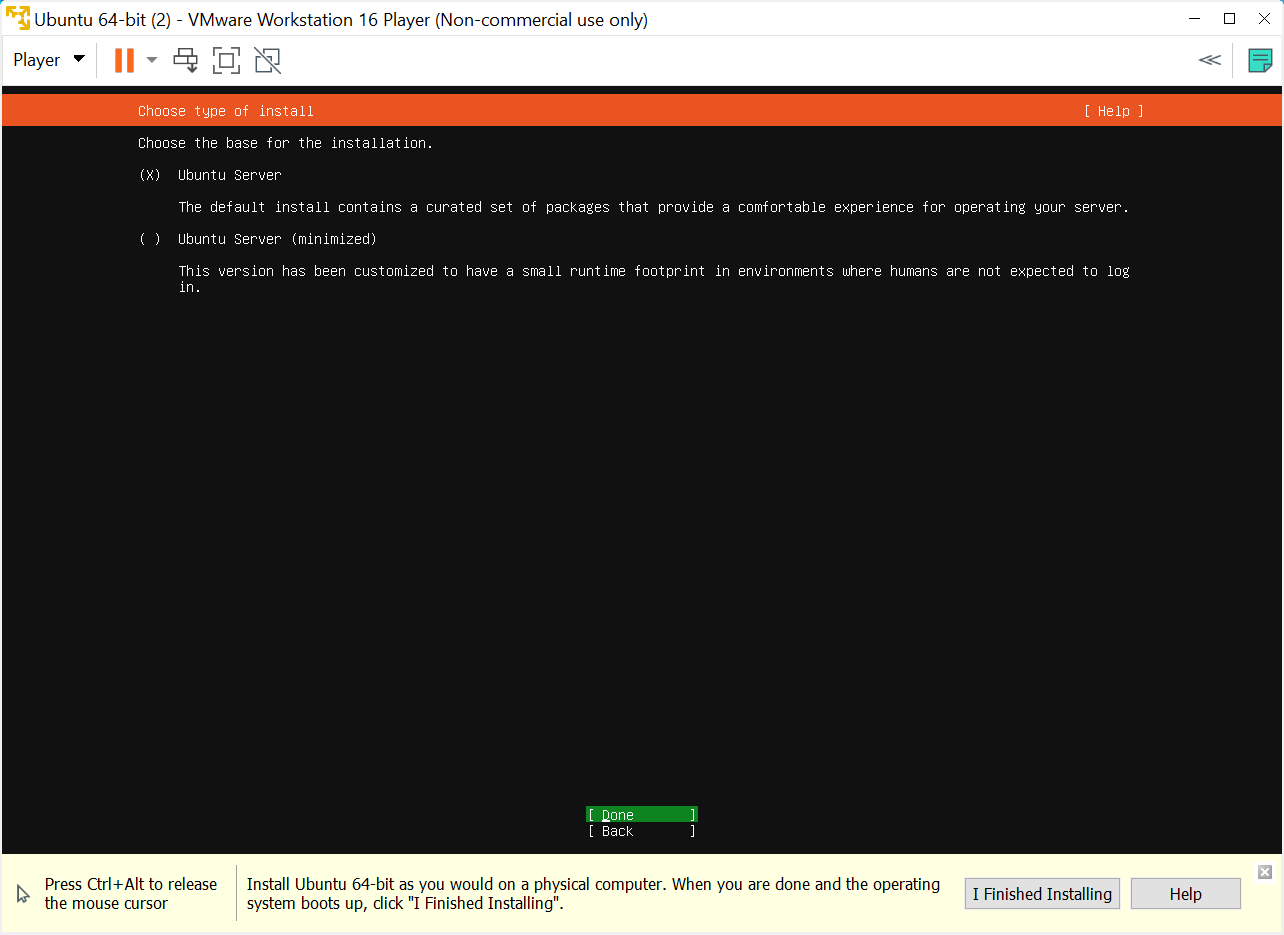 Ubuntu 64-bit (2) - VMware Workstation 16 Player (Non-commercial use only)
Player
Choose type of install [ Help ]
Choose the base for the installation.
(X) Ubuntu Server
The default install contains a curated set of packages that provide a comfortable experience for operating your server.
( ) Ubuntu Server (minimized)
This version has been customized to have a small runtime footprint in environments where humans are not expected to log
in.
[ Done ]
[ Back ]
Press Ctrl+Alt to release
the mouse cursor
Install Ubuntu 64-bit as you would on a physical computer. When you are done and the operating
system boots up, click "I Finished Installing".
I Finished Installing
Help